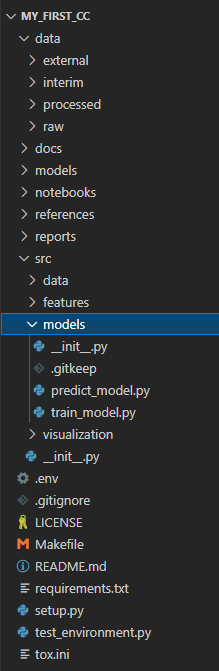 MY_FIRST_CC
data
external
interim
processed
raw
docs
models
notebooks
references
reports
src
data
features
models
__init__.py
.gitkeep
predict_model.py
train_model.py
visualization
__init__.py
.env
.gitignore
LICENSE
Makefile
README.md
requirements.txt
setup.py
test_environment.py
tox.ini